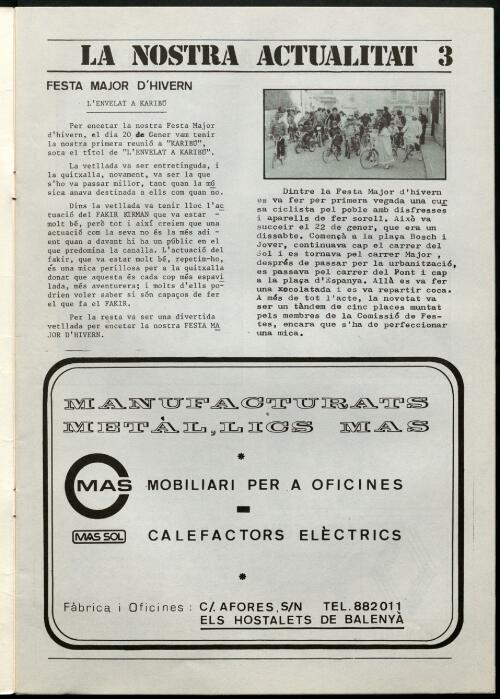 LA NOSTRA ACTUALITAT 3
FESTA MAJOR D'HIVERN
L'ENVELAT A KARIBÚ
Per encetar la nostra Festa Major
d'hivern, el dia 20 de Gener vam tenir
la nostra primera reunió a "KARIBÚ",
sota el títol de "L'ENVELAT A KARIBÚ".
La vetllada va ser entretinguda, i
la quitxalla, novament, va ser la que
s'ho va passar millor, tant quan la mú
sica anava destinada a ells com quan no.
Dins la vetllada va tenir lloc l'ac
tuació del FAKIR KIRMAN que va estar -
molt bé, però tot i així creiem que una
actuació com la seva no és la més adi -
ent quan a davant hi ha un públic en el
que predomina la canalla. L'actuació del
fakir, que va estar molt bé, repetim-ho,
és una mica perillosa per a la quitxalla
donat que aquesta és cada cop més espavi
lada, més aventurera; i molts d'ells po-
drien voler saber si són capaços de fer
el que fa el FAKIR.
Per la resta va ser una divertida
vetllada per encetar la nostra FESTA MA
JOR D'HIVERN.
Dintre la Festa Major d'hivern
es va fer per primera vegada una cur
sa ciclista pel poble amb disfresses
i aparells de fer soroll. Això va
succeir el 22 de gener, que era un
dissabte. Començà a la plaça Bosch i
Jover, continuava cap el carrer del
Sol i es tornava pel carrer Major ,
després de passar per la urbanització,
es passava pel carrer del Pont i cap
a la plaça d'Espanya. Allà es va fer
una xocolatada i es va repartir coca.
A més de tot l'acte, la novetat va
ser un tàndem de cinc places muntat
pels membres de la Comissió de Fes-
tes, encara que s'ha de perfeccionar
una mica.
MANUFACTURATS
METÀL,LICS MAS
MAS MOBILIARI PER A OFICINES
MAS SOL CALEFACTORS ELÈCTRICS
Fàbrica i Oficines : C/. AFORES, S/N TEL. 882011
ELS HOSTALETS DE BALENYÀ